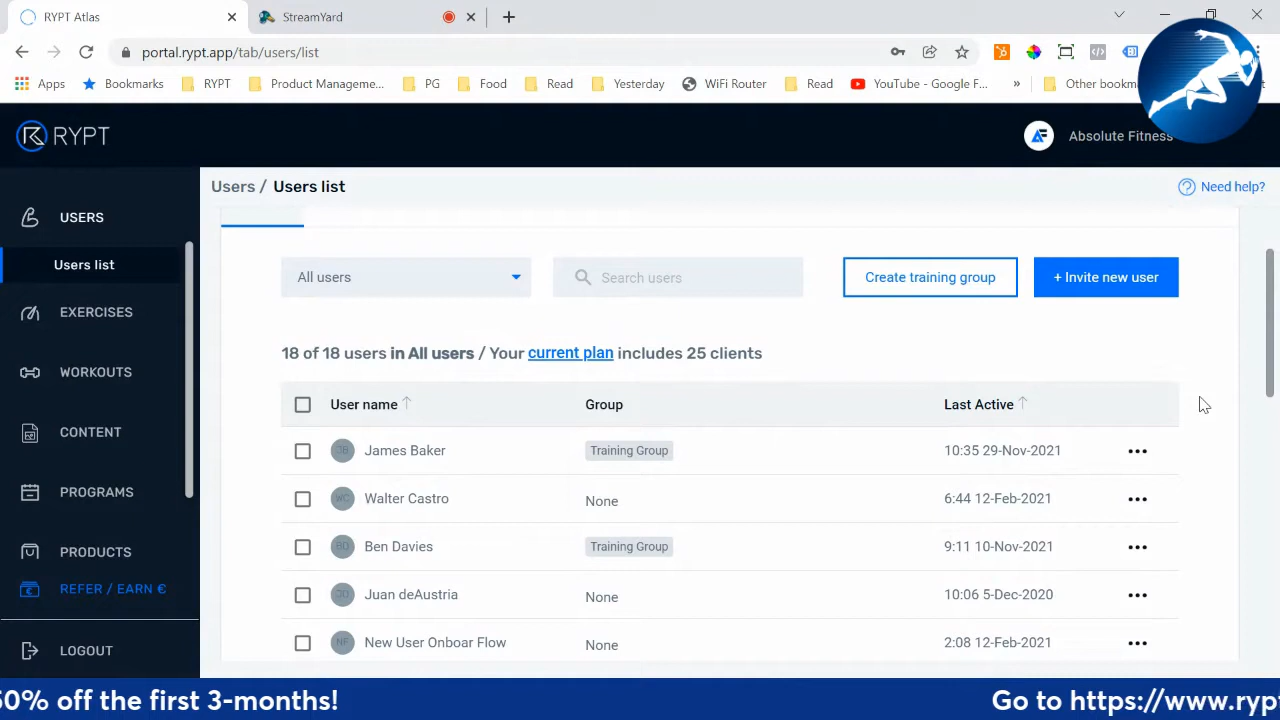 RYPT Atlas
StreamYard
portal.rypt.app/tab/users/list
Apps
Bookmarks
RYPT
Product Manageme...
PG
Food
Read
Yesterday
WiFi Router
Read
YouTube - Google F...
»
Other bookm
RYPT
Absolute Fitness
Users / Users list
Need help?
USERS
Users list
EXERCISES
WORKOUTS
CONTENT
PROGRAMS
PRODUCTS
REFER / EARN €
LOGOUT
All users
Search users
Create training group
+ Invite new user
18 of 18 users in All users / Your current plan includes 25 clients
User name ↑ Group Last Active ↑
JB James Baker Training Group 10:35 29-Nov-2021
WC Walter Castro None 6:44 12-Feb-2021
BD Ben Davies Training Group 9:11 10-Nov-2021
Juan deAustria None 10:06 5-Dec-2020
New User Onboar Flow None 2:08 12-Feb-2021
50% off the first 3-months!
Go to https://www.rypt